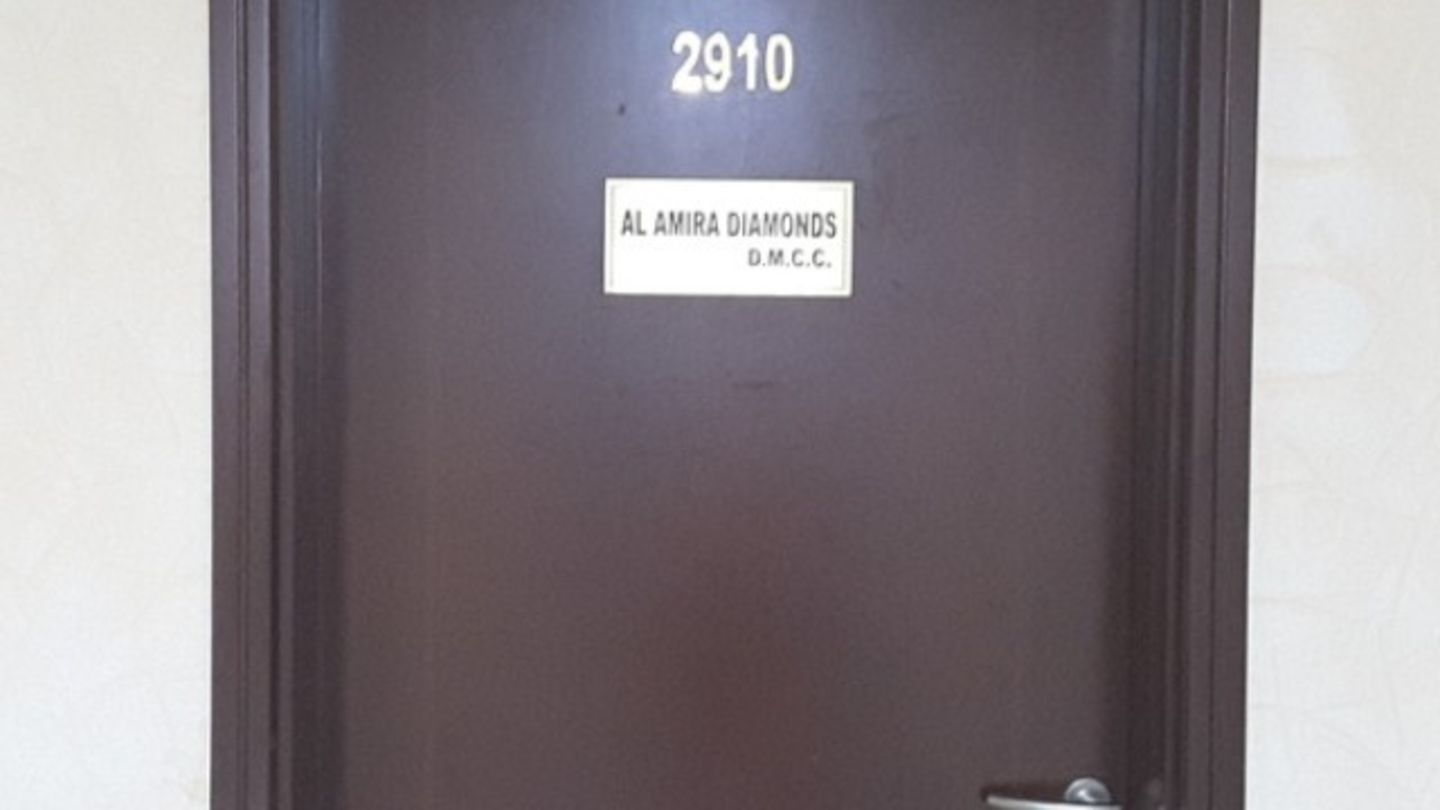 2910
AL AMIRA DIAMONDS
D.M.C.C.